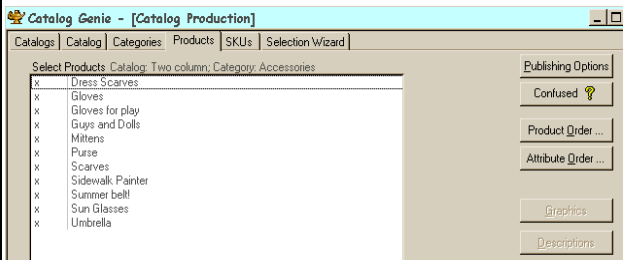 Catalog Genie - [Catalog Production]
Catalogs Catalog Categories Products SKUs Selection Wizard
Select Products Catalog: Two column; Category: Accessories
x Dress Scarves
x Gloves
x Gloves for play
x Guys and Dolls
x Mittens
x Purse
x Scarves
x Sidewalk Painter
x Summer belt!
x Sun Glasses
x Umbrella
Publishing Options
Confused ?
Product Order ...
Attribute Order ...
Graphics
Descriptions